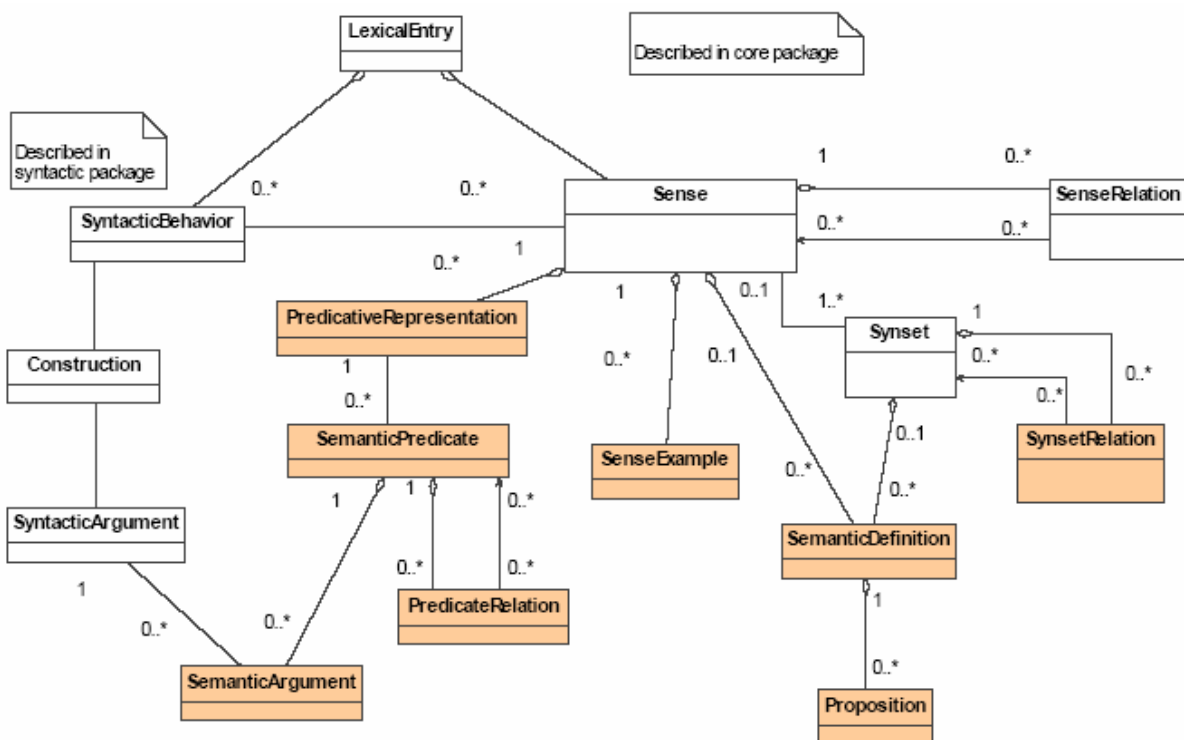 LexicalEntry
Described in core package
Described in
syntactic package
0..*
0..*
1
0..*
Sense
SenseRelation
SyntacticBehavior
0..*
0..*
1
0..*
1
0..1
1..*
PredicativeRepresentation
Synset
1
Construction
1
0..*
0..1
0..*
0..*
0..*
0..*
SemanticPredicate
SenseExample
0..1
SynsetRelation
1
1
0..*
0..*
0..*
SyntacticArgument
SemanticDefinition
0..*
0..*
1
PredicateRelation
1
0..*
0..*
SemanticArgument
0..*
Proposition